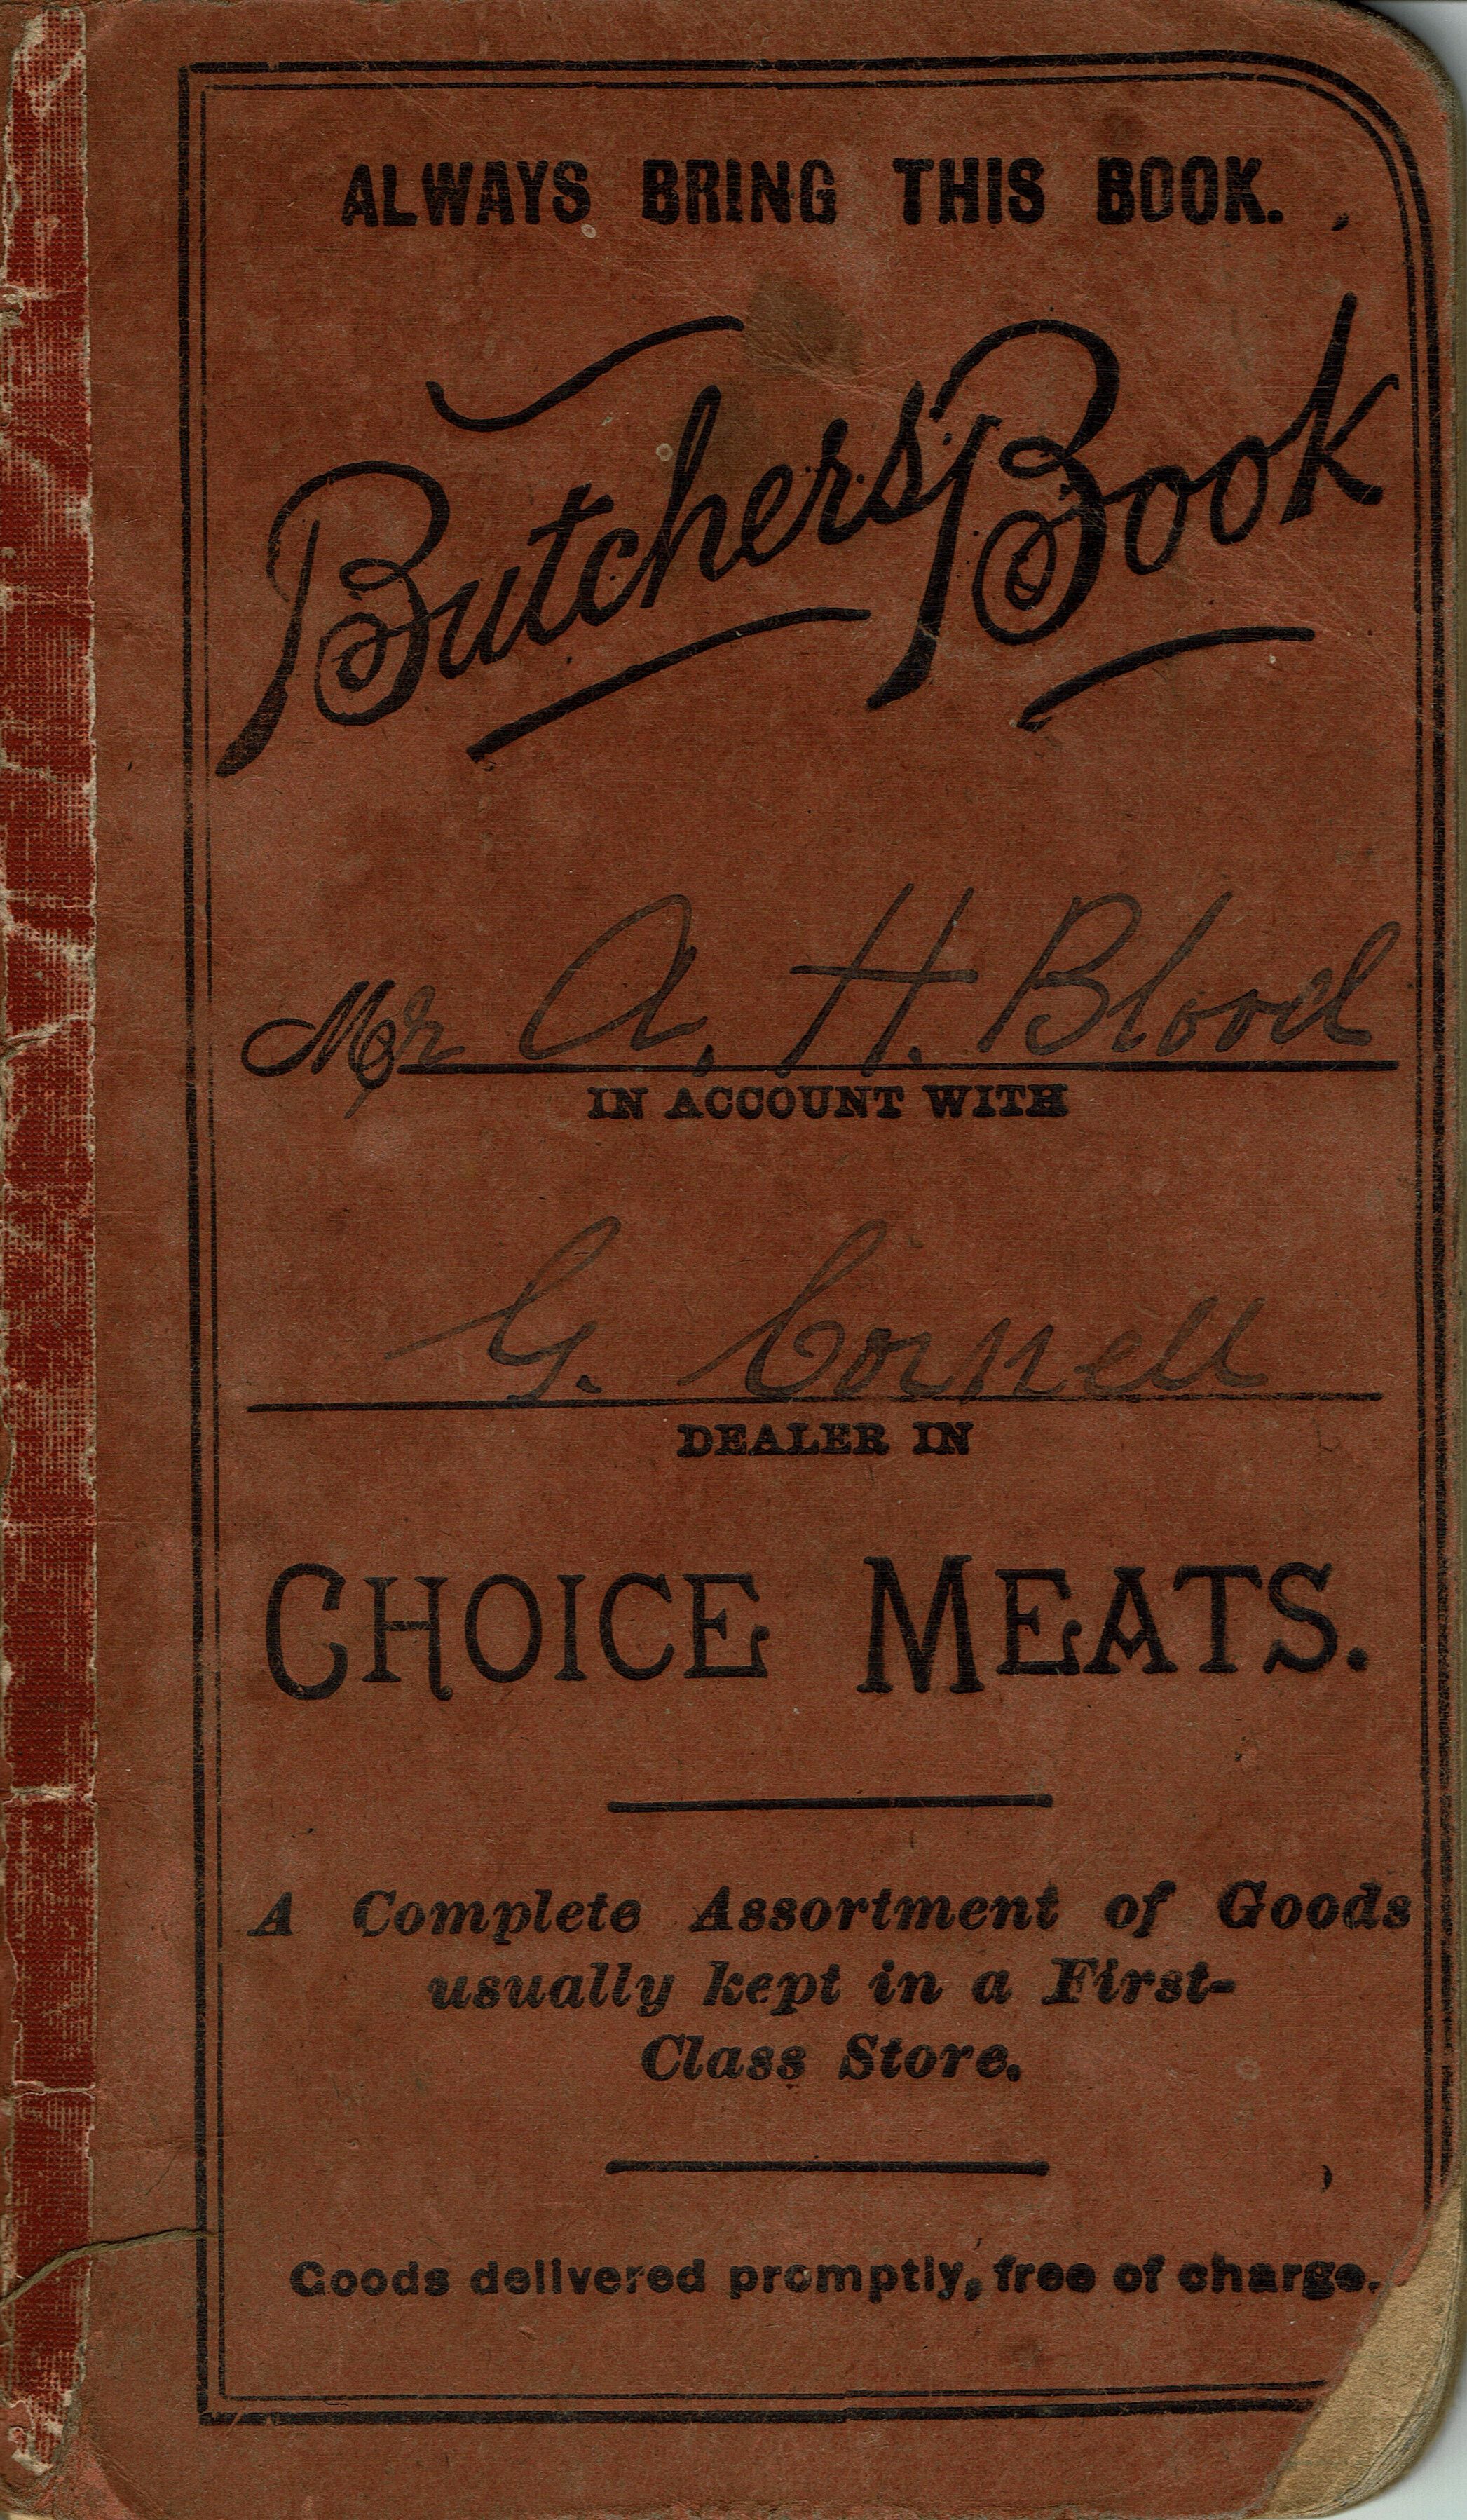 ALWAYS BRING THIS BOOK.
Butchers' Book
Mr A. H. Blood
IN ACCOUNT WITH
G. Cornell
DEALER IN
CHOICE MEATS.
A Complete Assortment of Goods
usually kept in a First-
Class Store.
Goods delivered promptly, free of charge.